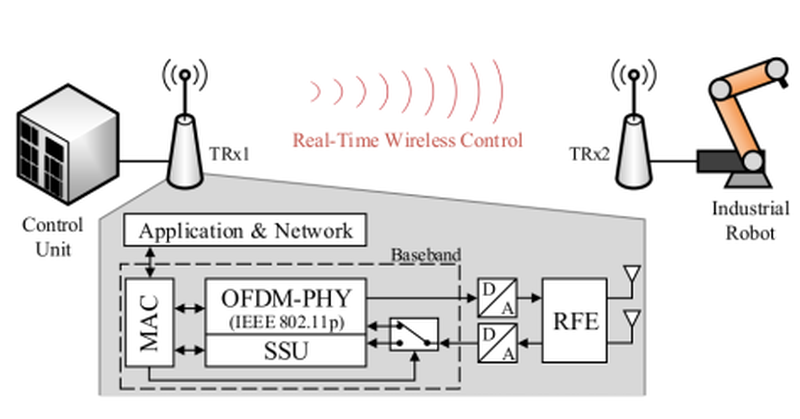 Real-Time Wireless Control
TRx1
TRx2
Control
Unit
Industrial
Robot
Application & Network
Baseband
MAC
OFDM-PHY
(IEEE 802.11p)
SSU
D
A
D
A
RFE